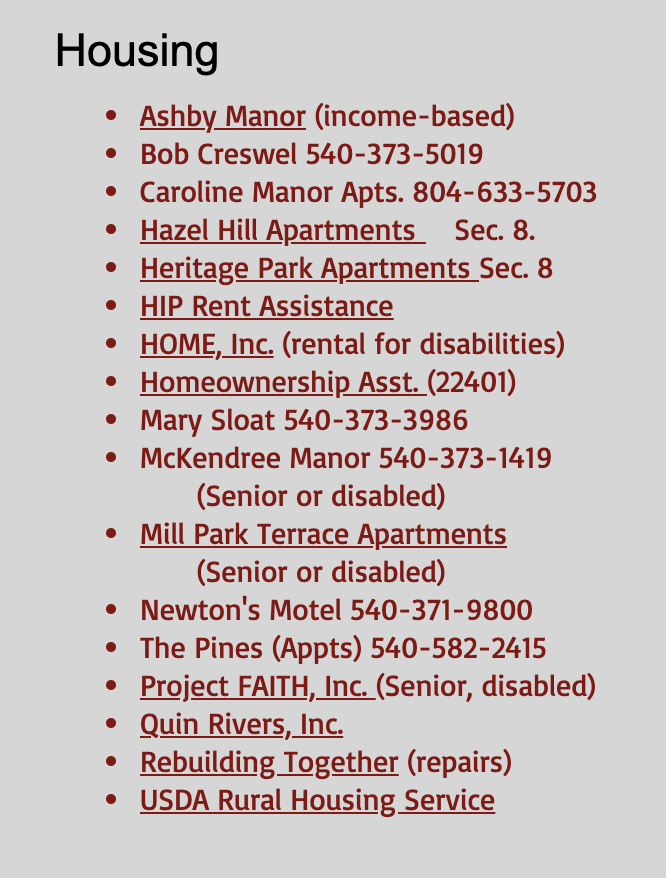 Housing
• Ashby Manor (income-based)
• Bob Creswel 540-373-5019
• Caroline Manor Apts. 804-633-5703
• Hazel Hill Apartments    Sec. 8.
• Heritage Park Apartments Sec. 8
• HIP Rent Assistance
• HOME, Inc. (rental for disabilities)
• Homeownership Asst. (22401)
• Mary Sloat 540-373-3986
• McKendree Manor 540-373-1419
(Senior or disabled)
• Mill Park Terrace Apartments
(Senior or disabled)
• Newton's Motel 540-371-9800
• The Pines (Appts) 540-582-2415
• Project FAITH, Inc. (Senior, disabled)
• Quin Rivers, Inc.
• Rebuilding Together (repairs)
• USDA Rural Housing Service